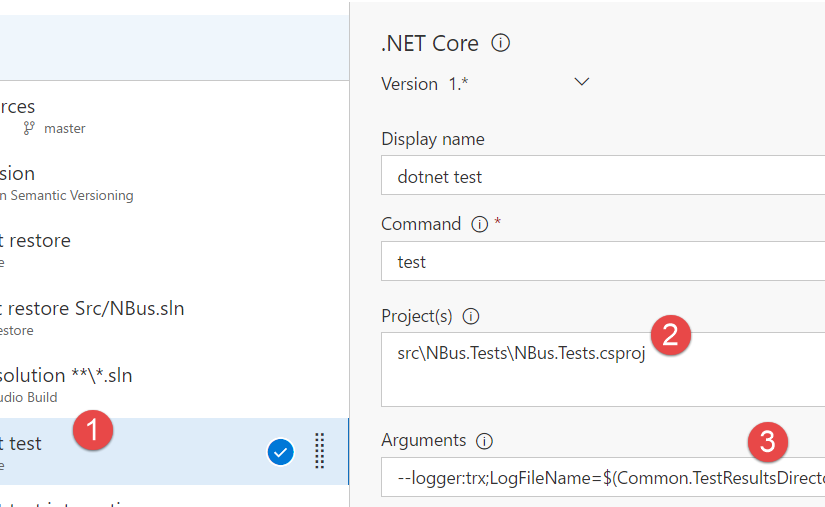 rces
master
sion
n Semantic Versioning
t restore
e
t restore Src/NBus.sln
estore
solution **\*.sln
udio Build
1
t test
e
.NET Core
Version 1.*
Display name
dotnet test
Command *
test
Project(s)
2
src\NBus.Tests\NBus.Tests.csproj
Arguments
3
--logger:trx;LogFileName=$(Common.TestResultsDirecto